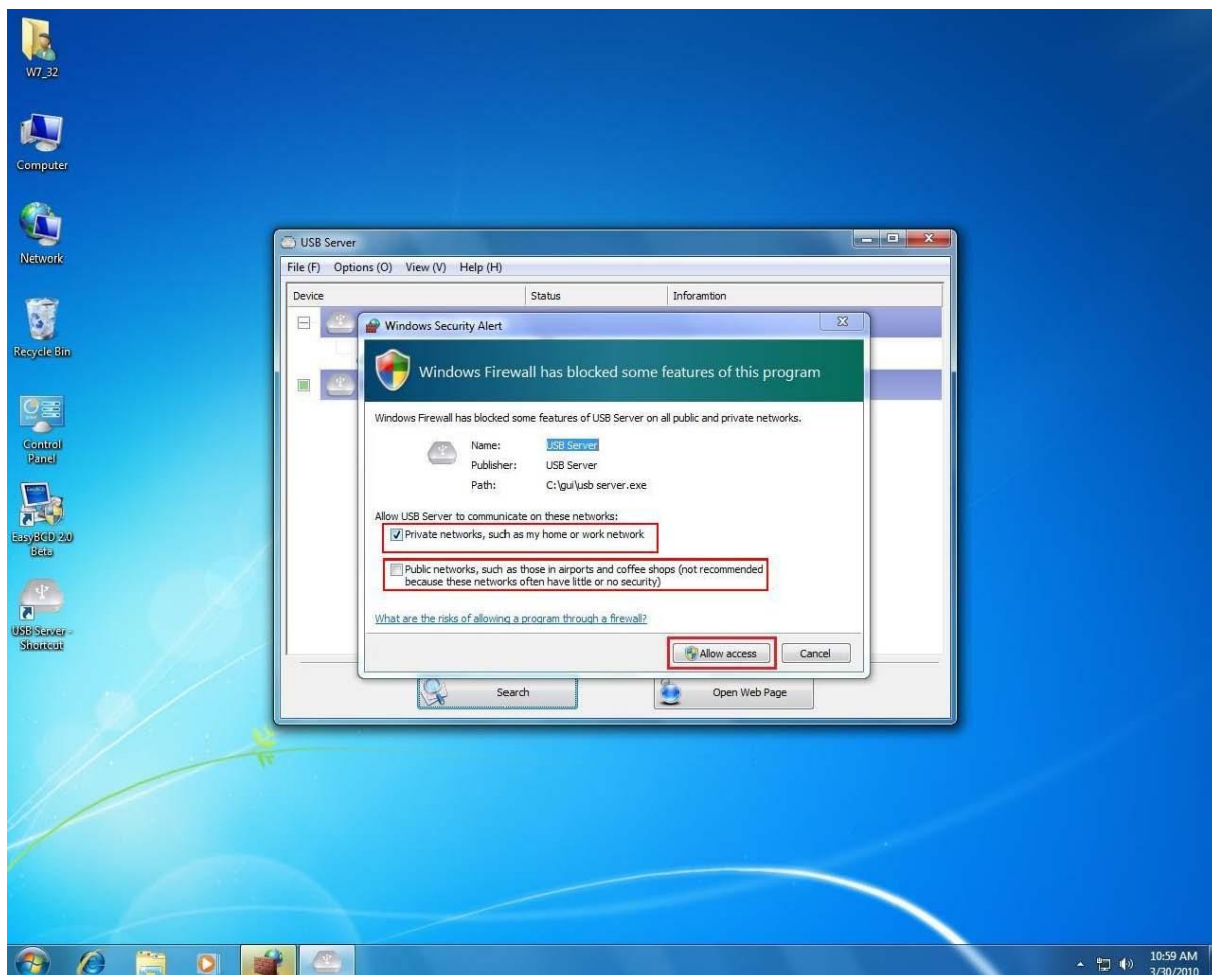 W7_32
Computer
Network
Recycle Bin
Control
Panel
EasyBCD 2.0
Beta
USB Server -
Shortcut
USB Server
File (F) Options (O) View (V) Help (H)
Device Status Inforamtion
Windows Security Alert
Windows Firewall has blocked some features of this program
Windows Firewall has blocked some features of USB Server on all public and private networks.
Name: USB Server
Publisher: USB Server
Path: C:\gui\usb server.exe
Allow USB Server to communicate on these networks:
Private networks, such as my home or work network
Public networks, such as those in airports and coffee shops (not recommended
because these networks often have little or no security)
What are the risks of allowing a program through a firewall?
Allow access Cancel
Search Open Web Page
10:59 AM
3/30/2010